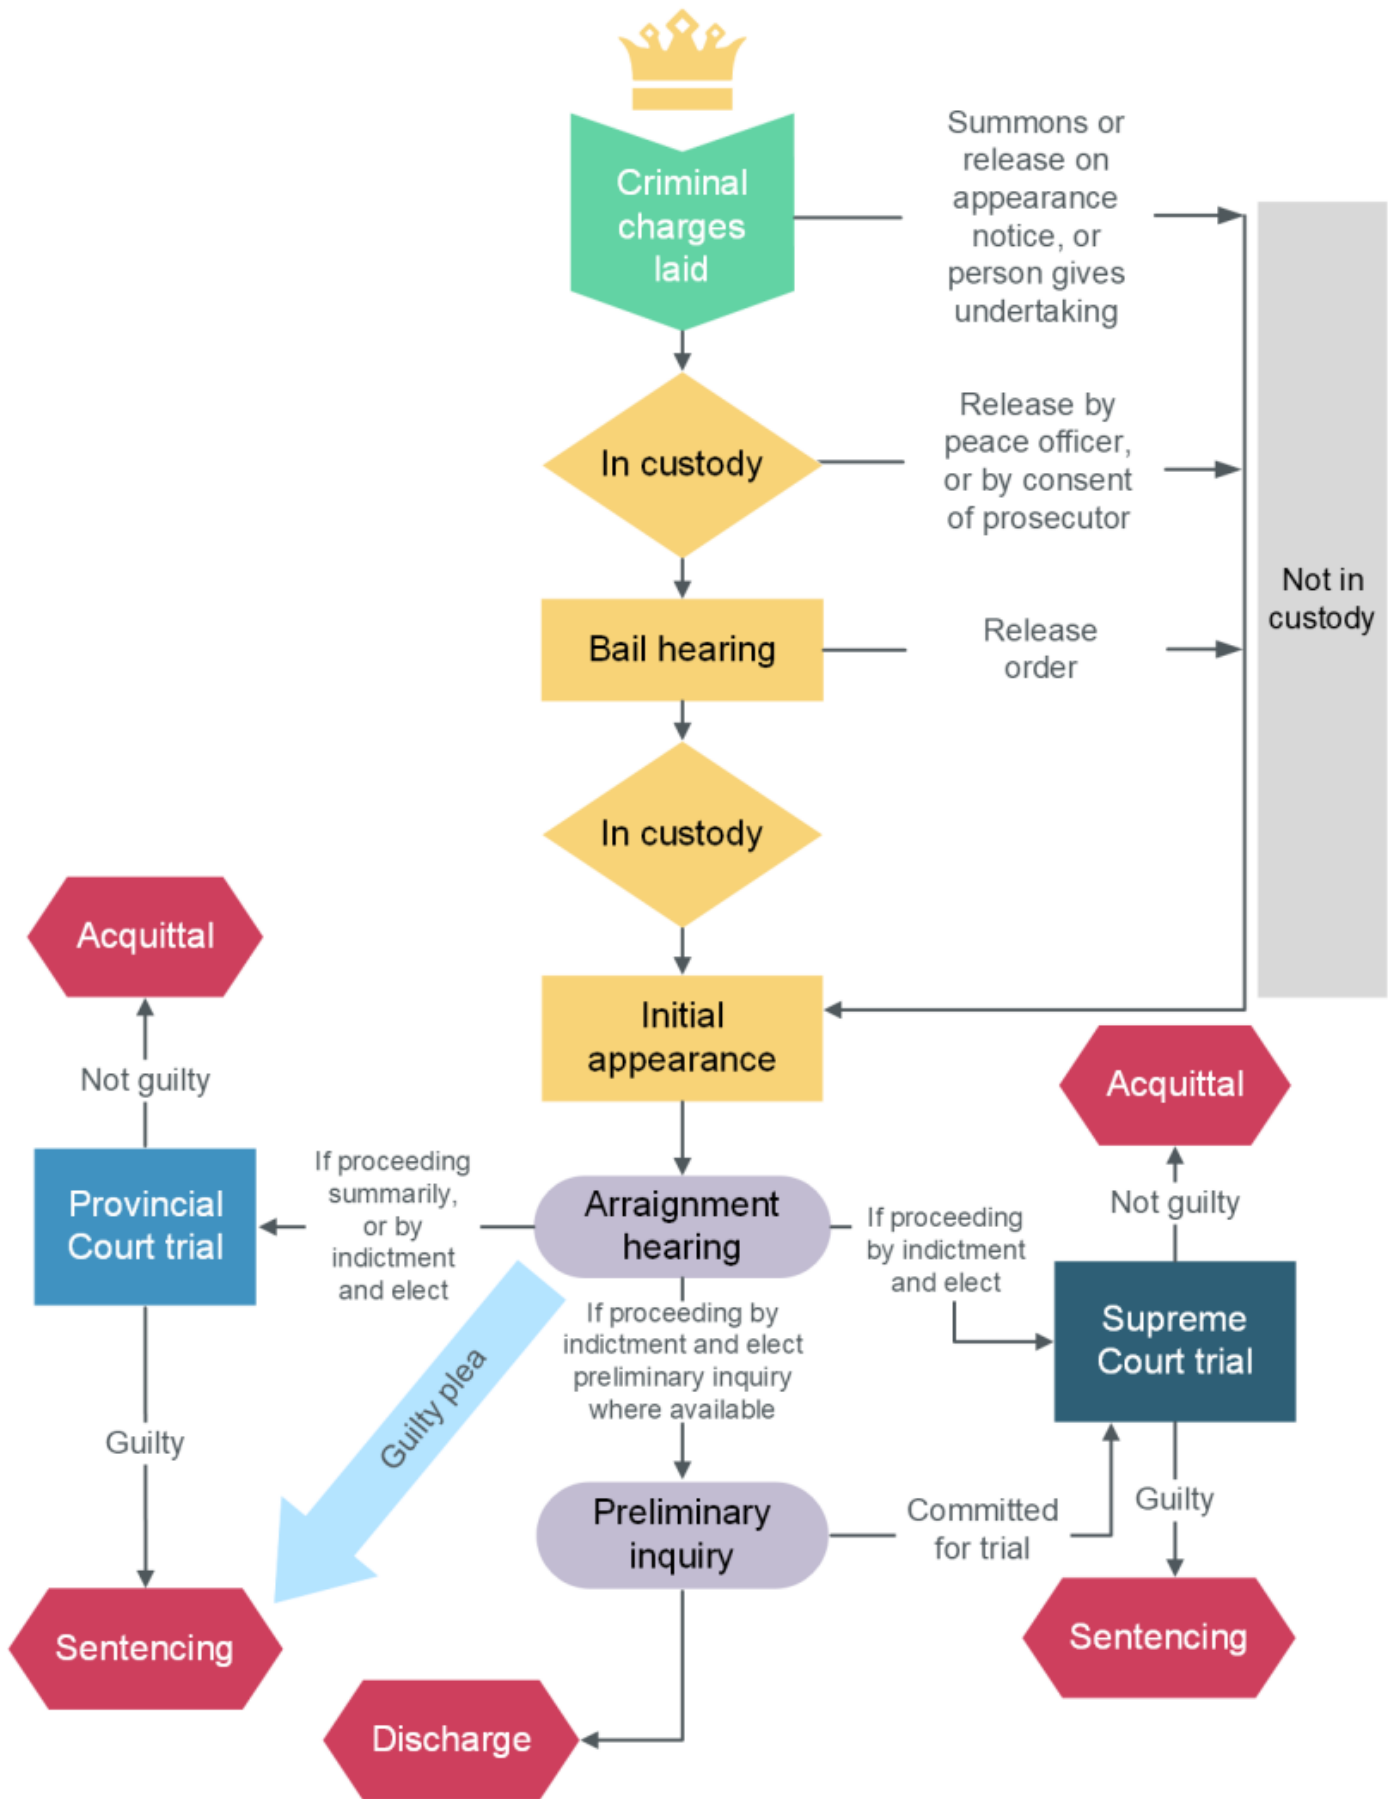 Criminal
charges
laid
Summons or
release on
appearance
notice, or
person gives
undertaking
In custody
Release by
peace officer,
or by consent
of prosecutor
Not in
custody
Bail hearing
Release
order
In custody
Initial
appearance
Acquittal
Not guilty
Provincial
Court trial
If proceeding
summarily,
or by
indictment
and elect
Arraignment
hearing
If proceeding
by indictment
and elect
Acquittal
Not guilty
Supreme
Court trial
If proceeding by
indictment and elect
preliminary inquiry
where available
Guilty plea
Guilty
Preliminary
inquiry
Committed
for trial
Guilty
Sentencing
Sentencing
Discharge